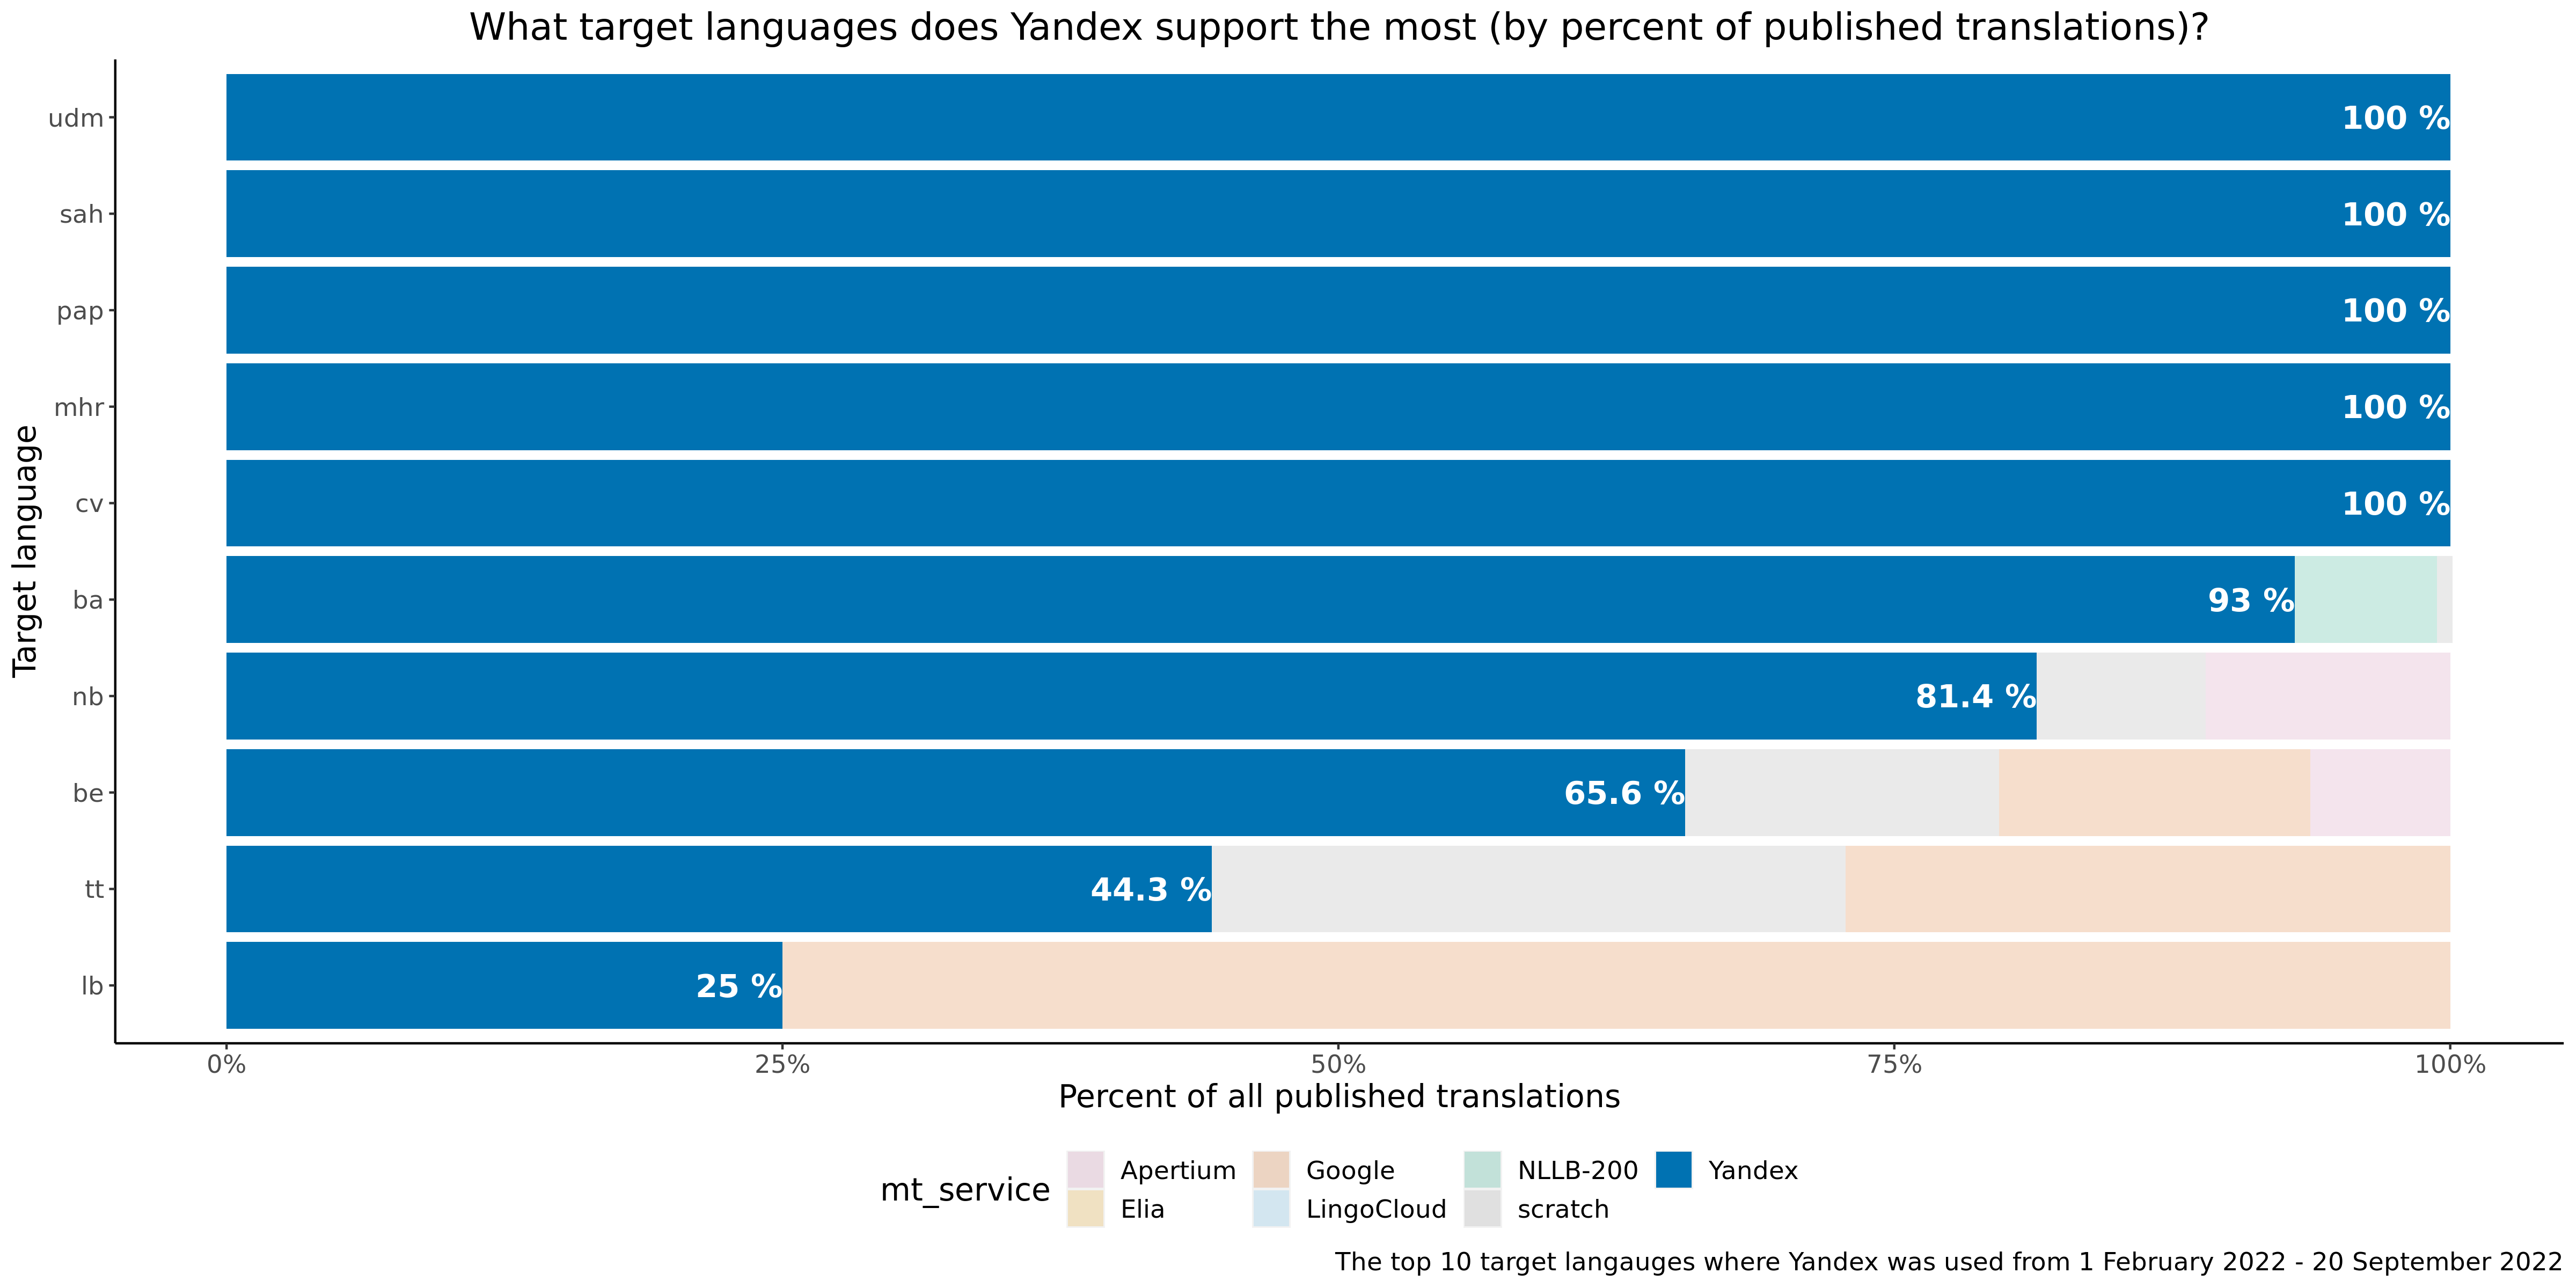 What target languages does Yandex support the most (by percent of published translations)?
Target language
udm 100 %
sah 100 %
pap 100 %
mhr 100 %
cv 100 %
ba 93 %
nb 81.4 %
be 65.6 %
tt 44.3 %
lb 25 %
0% 25% 50% 75% 100%
Percent of all published translations
mt_service
Apertium Google NLLB-200 Yandex
Elia LingoCloud scratch
The top 10 target langauges where Yandex was used from 1 February 2022 - 20 September 2022